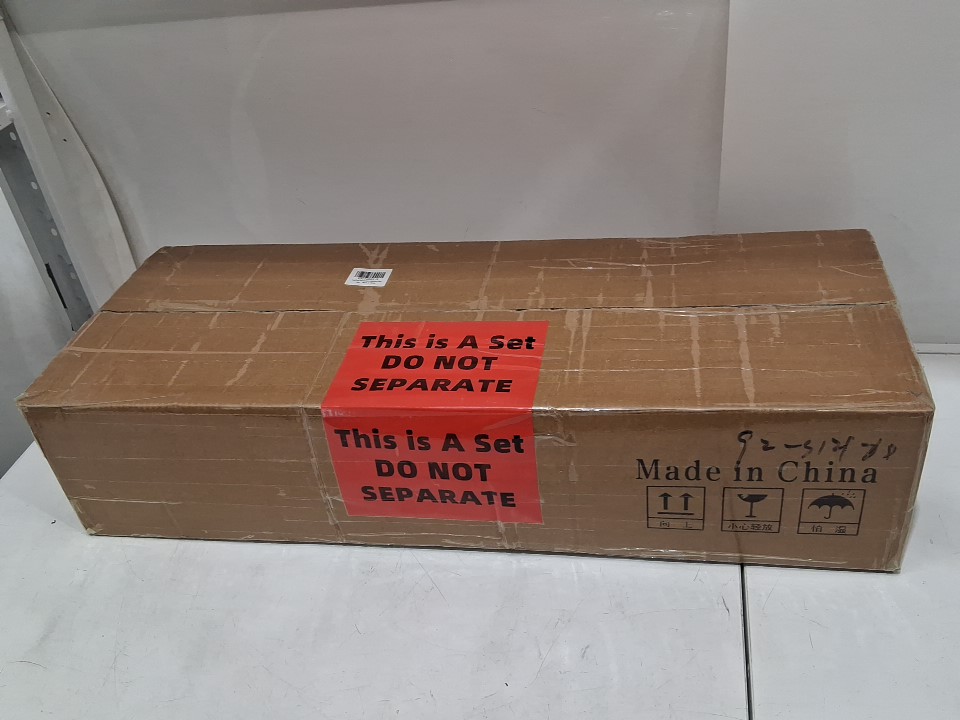 This is A Set
DO NOT
SEPARATE
This is A Set
DO NOT
SEPARATE
Made in China
向 上
小心轻放
怕 湿